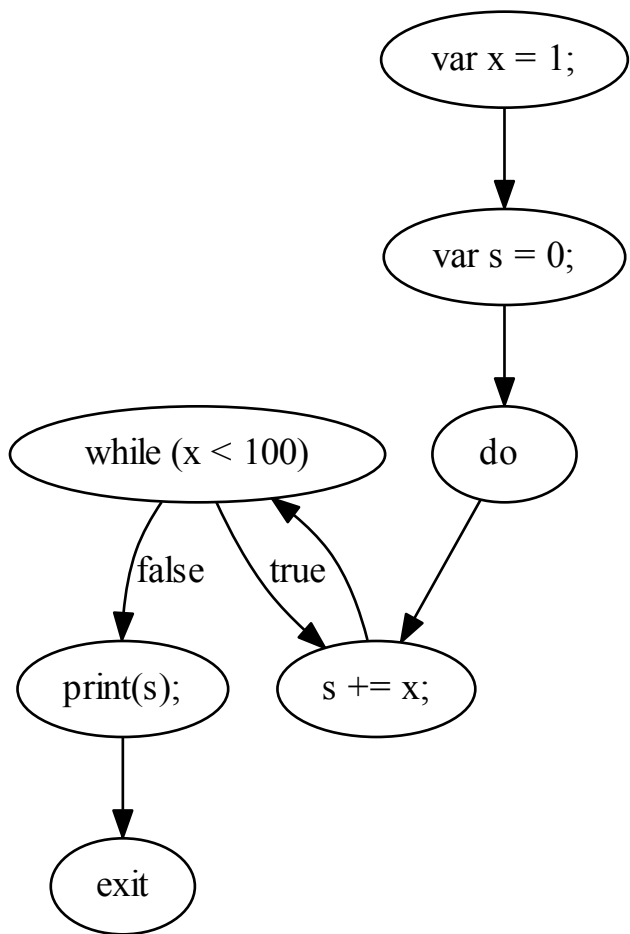 var x = 1;
var s = 0;
do
while (x < 100)
false
true
print(s);
s += x;
exit